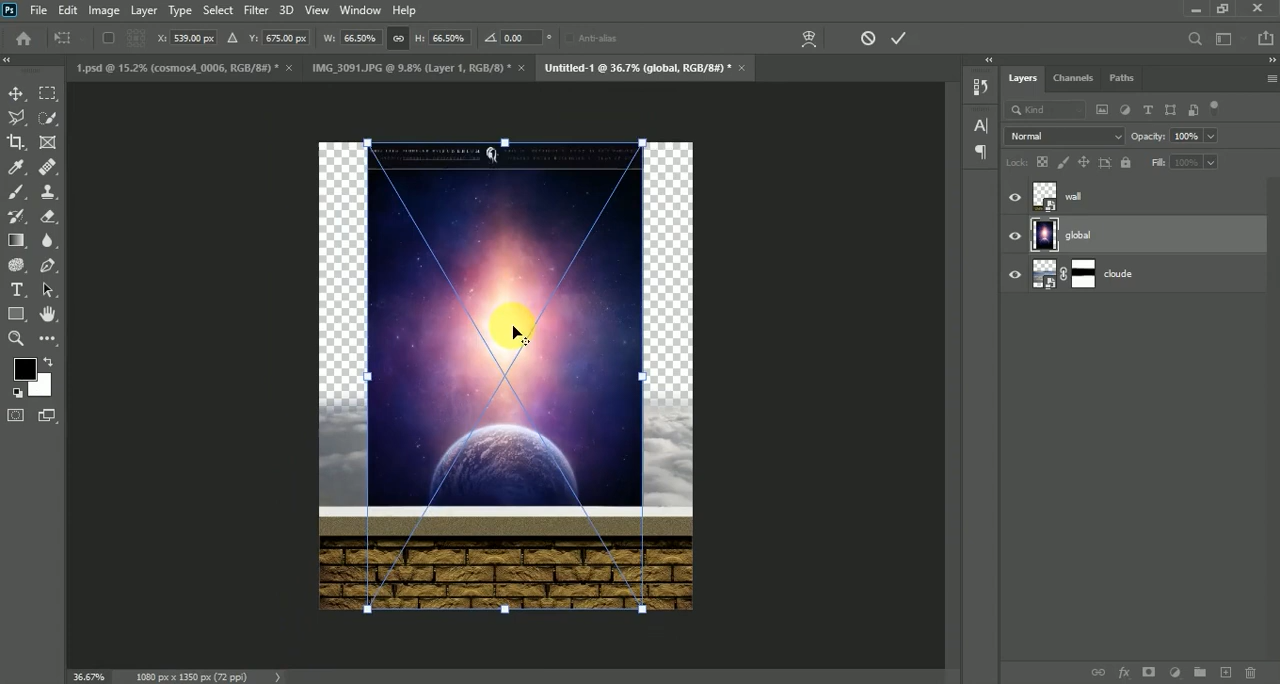 Ps File Edit Image Layer Type Select Filter 3D View Window Help
X: 539.00 px Y: 675.00 px W: 66.50% H: 66.50% 0.00 ° Anti-alias
1.psd @ 15.2% (cosmos4_0006, RGB/8#) * × IMG_3091.JPG @ 9.8% (Layer 1, RGB/8) * × Untitled-1 @ 36.7% (global, RGB/8#) * ×
Layers Channels Paths
Kind
Normal Opacity: 100%
Lock: Fill: 100%
wall
global
cloude
36.67% 1080 px x 1350 px (72 ppi)